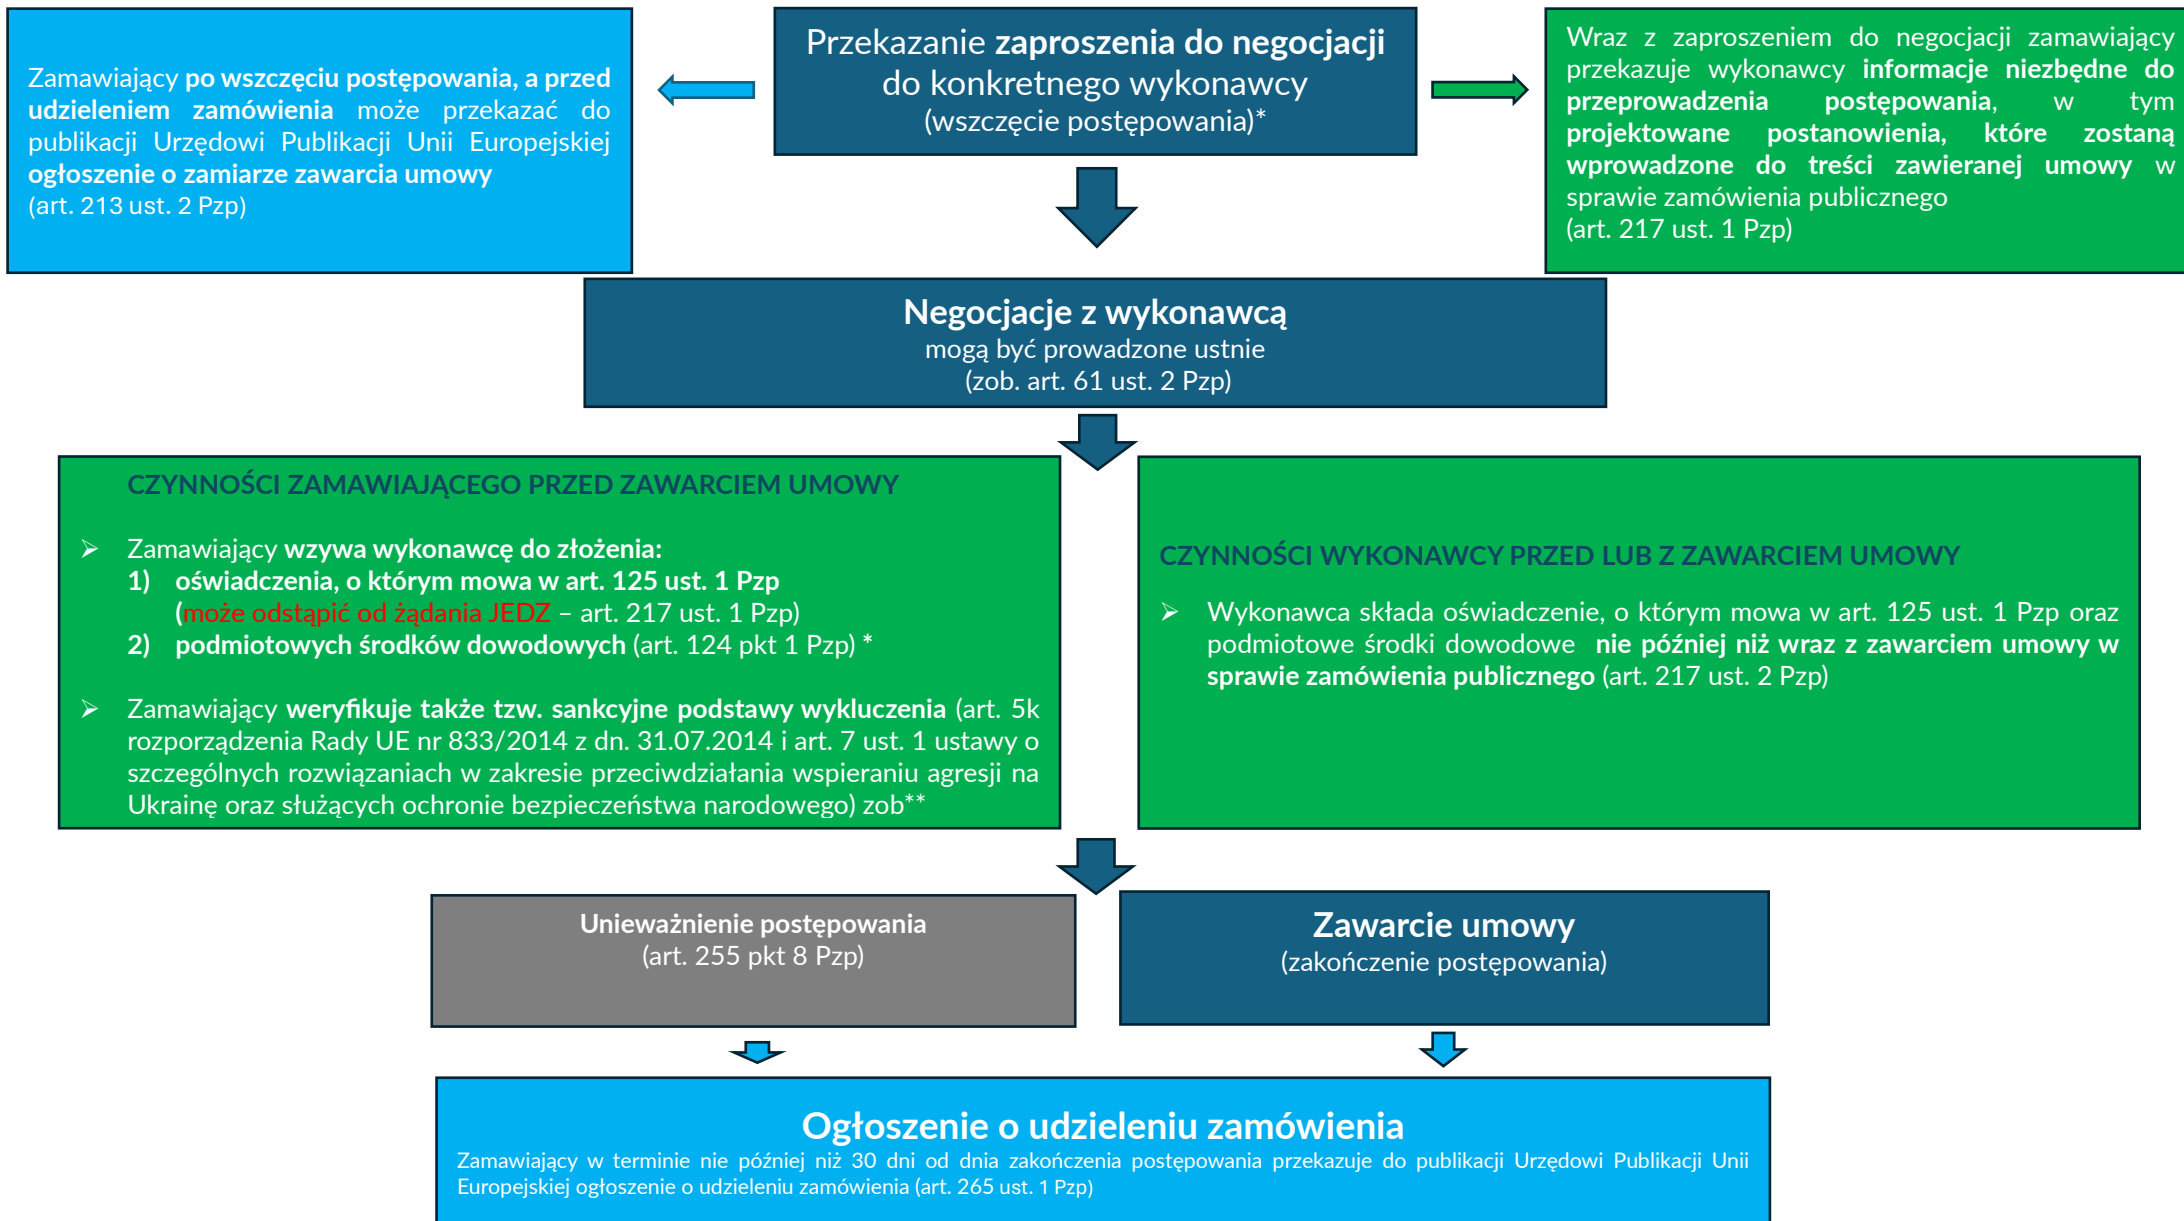 Zamawiający po wszczęciu postępowania, a przed
udzieleniem zamówienia może przekazać do
publikacji Urzędowi Publikacji Unii Europejskiej
ogłoszenie o zamiarze zawarcia umowy
(art. 213 ust. 2 Pzp)
Przekazanie zaproszenia do negocjacji
do konkretnego wykonawcy
(wszczęcie postępowania)*
Wraz z zaproszeniem do negocjacji zamawiający
przekazuje wykonawcy informacje niezbędne do
przeprowadzenia postępowania, w tym
projektowane postanowienia, które zostaną
wprowadzone do treści zawieranej umowy w
sprawie zamówienia publicznego
(art. 217 ust. 1 Pzp)
Negocjacje z wykonawcą
mogą być prowadzone ustnie
(zob. art. 61 ust. 2 Pzp)
CZYNNOŚCI ZAMAWIAJĄCEGO PRZED ZAWARCIEM UMOWY
➢ Zamawiający wzywa wykonawcę do złożenia:
1) oświadczenia, o którym mowa w art. 125 ust. 1 Pzp
(może odstąpić od żądania JEDZ – art. 217 ust. 1 Pzp)
2) podmiotowych środków dowodowych (art. 124 pkt 1 Pzp) *
➢ Zamawiający weryfikuje także tzw. sankcyjne podstawy wykluczenia (art. 5k
rozporządzenia Rady UE nr 833/2014 z dn. 31.07.2014 i art. 7 ust. 1 ustawy o
szczególnych rozwiązaniach w zakresie przeciwdziałania wspieraniu agresji na
Ukrainę oraz służących ochronie bezpieczeństwa narodowego) zob**
CZYNNOŚCI WYKONAWCY PRZED LUB Z ZAWARCIEM UMOWY
➢ Wykonawca składa oświadczenie, o którym mowa w art. 125 ust. 1 Pzp oraz
podmiotowe środki dowodowe nie później niż wraz z zawarciem umowy w
sprawie zamówienia publicznego (art. 217 ust. 2 Pzp)
Unieważnienie postępowania
(art. 255 pkt 8 Pzp)
Zawarcie umowy
(zakończenie postępowania)
Ogłoszenie o udzieleniu zamówienia
Zamawiający w terminie nie później niż 30 dni od dnia zakończenia postępowania przekazuje do publikacji Urzędowi Publikacji Unii
Europejskiej ogłoszenie o udzieleniu zamówienia (art. 265 ust. 1 Pzp)